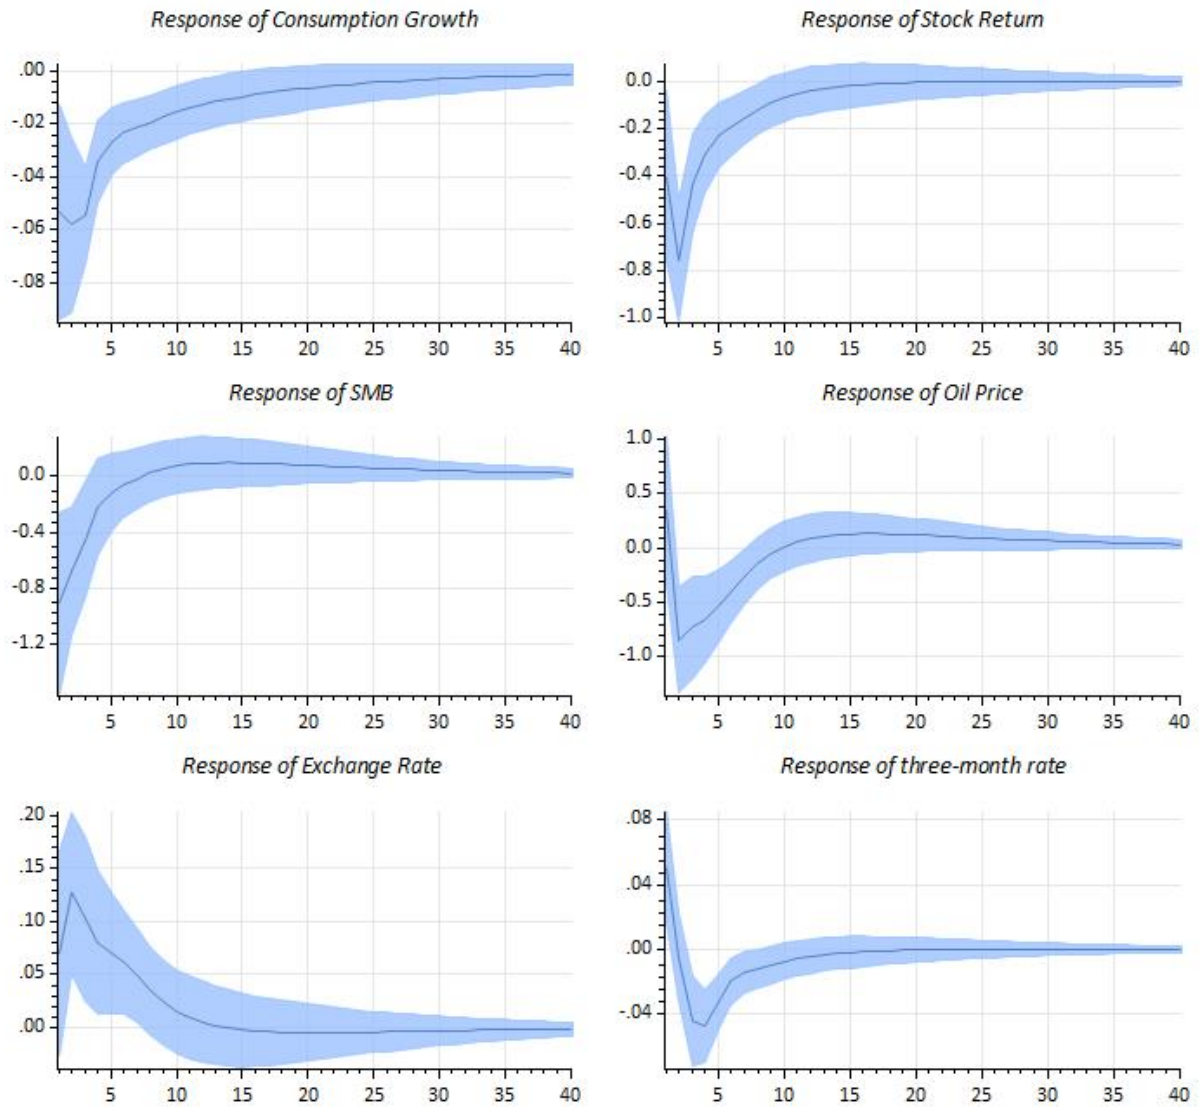 Response of Consumption Growth
.00
-.02
-.04
-.06
-.08
5 10 15 20 25 30 35 40
Response of Stock Return
0.0
-0.2
-0.4
-0.6
-0.8
-1.0
5 10 15 20 25 30 35 40
Response of SMB
0.0
-0.4
-0.8
-1.2
5 10 15 20 25 30 35 40
Response of Oil Price
1.0
0.5
0.0
-0.5
-1.0
5 10 15 20 25 30 35 40
Response of Exchange Rate
.20
.15
.10
.05
.00
5 10 15 20 25 30 35 40
Response of three-month rate
.08
.04
.00
-.04
5 10 15 20 25 30 35 40